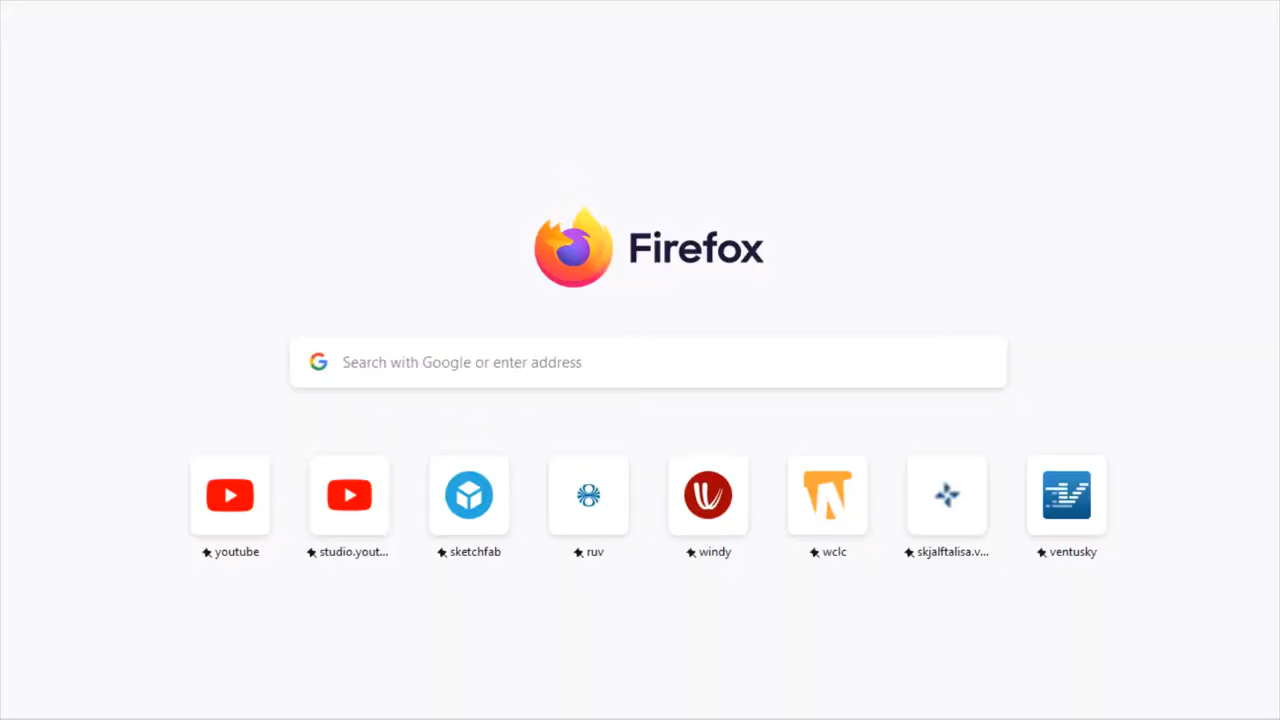 Firefox
Search with Google or enter address
youtube
studio.yout...
sketchfab
ruv
windy
wclc
skjalftalisa.v...
ventusky